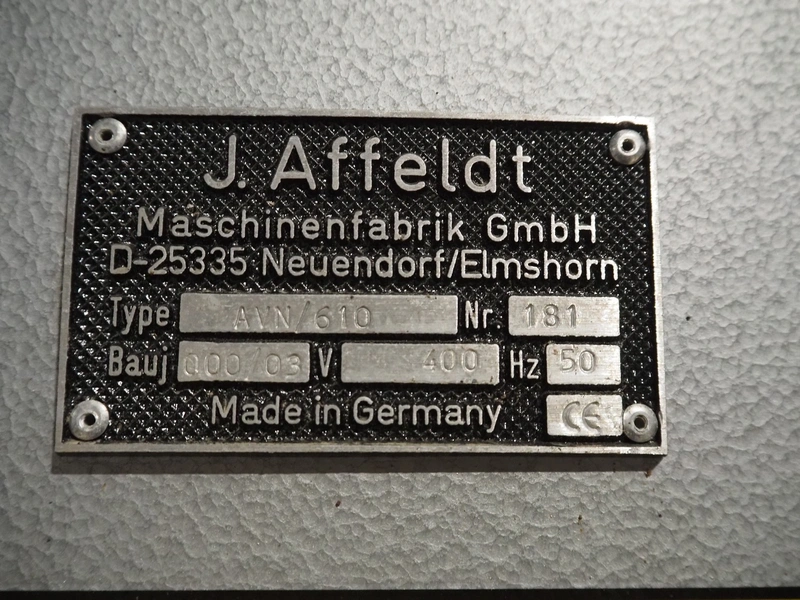 J. Affeldt
Maschinenfabrik GmbH
D-25335 Neuendorf/Elmshorn
Type AVN/610 Nr. 181
Bauj 000/03 V 400 Hz 50
Made in Germany CE